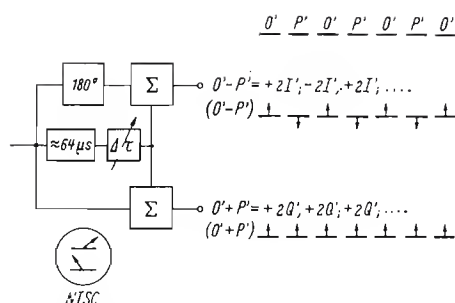 O' P' O' P' O' P' O'
180° Σ O'-P'= +2I'; -2I', +2I'; ....
(O'-P')
≈64µs Δτ
Σ O'+P'= +2Q', +2Q'; +2Q'; ....
(O'+P')
NTSC